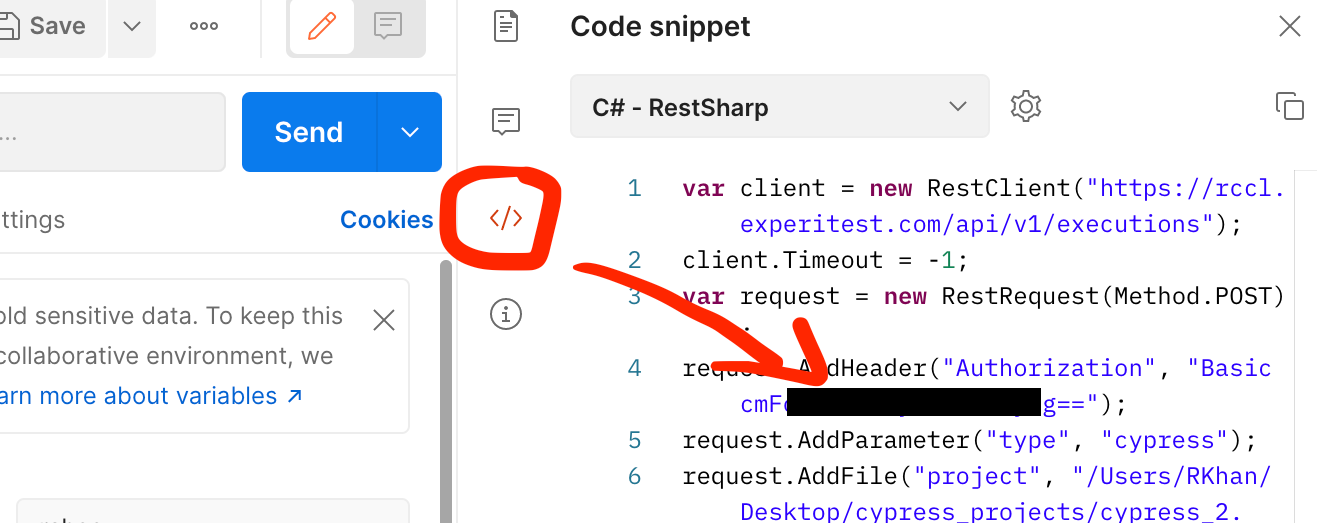 Save
Code snippet
C# - RestSharp
...
Send
ttings
Cookies
old sensitive data. To keep this
collaborative environment, we
arn more about variables ↗
1 var client = new RestClient("https://rccl.
experitest.com/api/v1/executions");
2 client.Timeout = -1;
3 var request = new RestRequest(Method.POST)
;
4 request.AddHeader("Authorization", "Basic
cmF g==");
5 request.AddParameter("type", "cypress");
6 request.AddFile("project", "/Users/RKhan/
Desktop/cypress_projects/cypress_2.